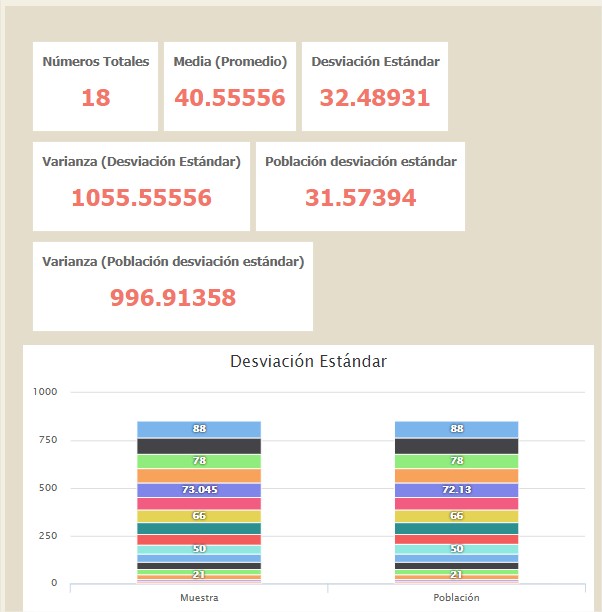 Números Totales
18
Media (Promedio)
40.55556
Desviación Estándar
32.48931
Varianza (Desviación Estándar)
1055.55556
Población desviación estándar
31.57394
Varianza (Población desviación estándar)
996.91358
Desviación Estándar
1000
750
500
250
0
88
78
73.045
66
50
21
88
78
72.13
66
50
21
Muestra
Población